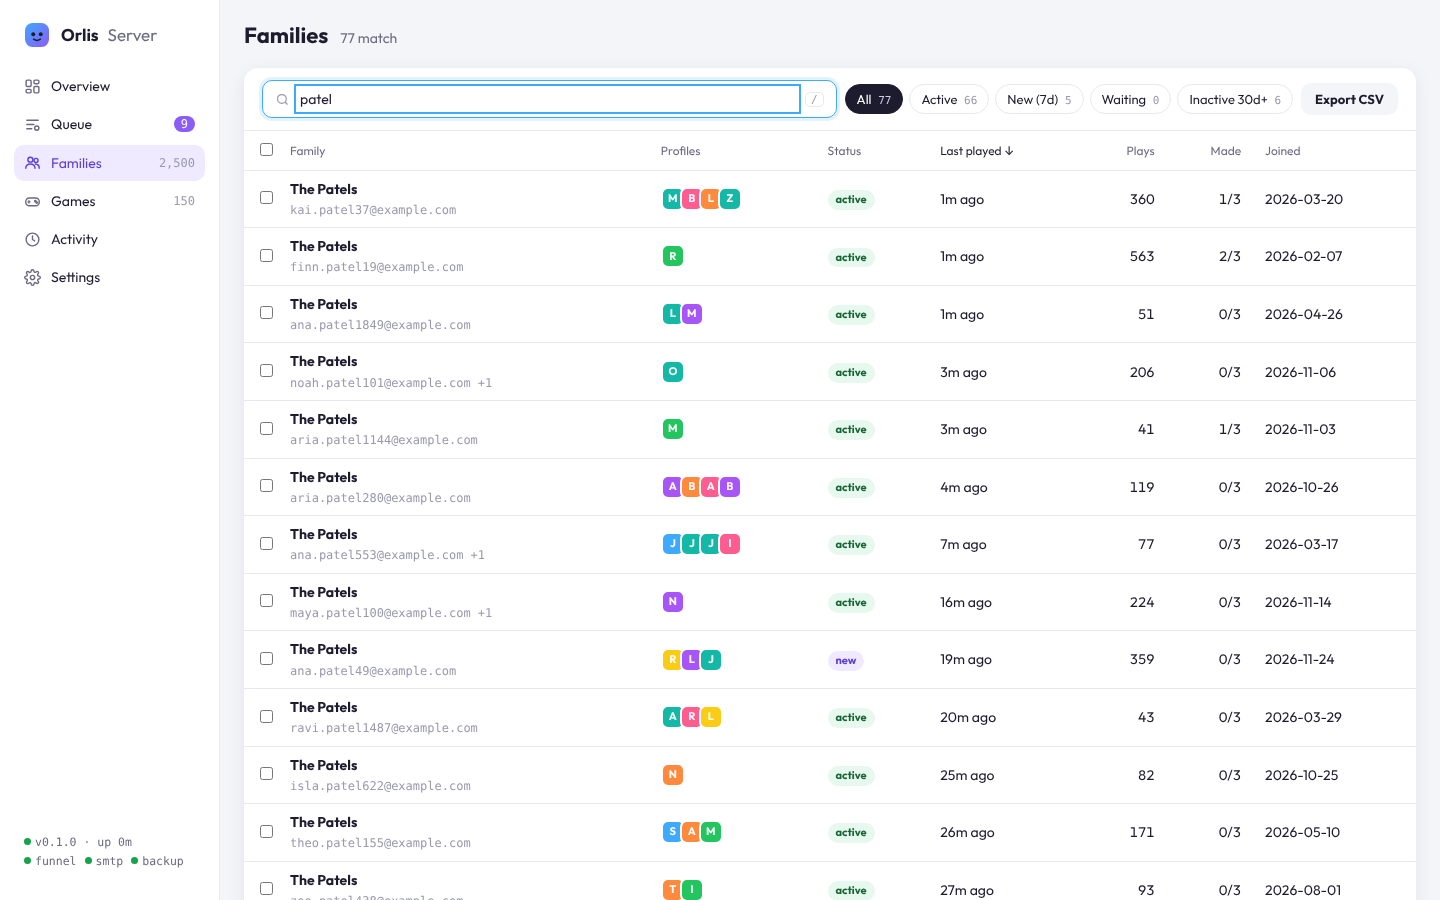 Orlis Server
Overview
Queue 9
Families 2,500
Games 150
Activity
Settings
v0.1.0 · up 0m
funnel smtp backup
Families 77 match
patel /
All 77 Active 66 New (7d) 5 Waiting 0 Inactive 30d+ 6 Export CSV
Family Profiles Status Last played ↓ Plays Made Joined
The Patels
kai.patel37@example.com
M B L Z active 1m ago 360 1/3 2026-03-20
The Patels
finn.patel19@example.com
R active 1m ago 563 2/3 2026-02-07
The Patels
ana.patel1849@example.com
L M active 1m ago 51 0/3 2026-04-26
The Patels
noah.patel101@example.com +1
O active 3m ago 206 0/3 2026-11-06
The Patels
aria.patel1144@example.com
M active 3m ago 41 1/3 2026-11-03
The Patels
aria.patel280@example.com
A B A B active 4m ago 119 0/3 2026-10-26
The Patels
ana.patel553@example.com +1
J J J I active 7m ago 77 0/3 2026-03-17
The Patels
maya.patel100@example.com +1
N active 16m ago 224 0/3 2026-11-14
The Patels
ana.patel49@example.com
R L J new 19m ago 359 0/3 2026-11-24
The Patels
ravi.patel1487@example.com
A R L active 20m ago 43 0/3 2026-03-29
The Patels
isla.patel622@example.com
N active 25m ago 82 0/3 2026-10-25
The Patels
theo.patel155@example.com
S A M active 26m ago 171 0/3 2026-05-10
The Patels
T I active 27m ago 93 0/3 2026-08-01